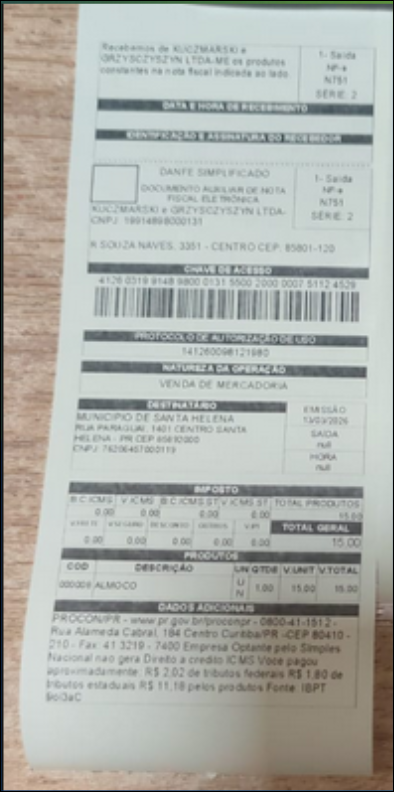 Recebemos de KUCZMARSKI e
GRZYSCZYSZYN LTDA-ME os produtos
constantes na nota fiscal indicada ao lado.
1- Saída
NF-e
N751
SÉRIE: 2
DATA E HORA DE RECEBIMENTO
IDENTIFICAÇÃO E ASSINATURA DO RECEBEDOR
DANFE SIMPLIFICADO
DOCUMENTO AUXILIAR DE NOTA
FISCAL ELETRÔNICA
KUCZMARSKI e GRZYSCZYSZYN LTDA-
CNPJ: 19914898000131
1- Saída
NF-e
N751
SÉRIE: 2
R SOUZA NAVES, 3351 - CENTRO CEP: 85801-120
CHAVE DE ACESSO
4126 0319 9148 9800 0131 5500 2000 0007 5112 4529
PROTOCOLO DE AUTORIZAÇÃO DE USO
141260098121980
NATUREZA DA OPERAÇÃO
VENDA DE MERCADORIA
DESTINATÁRIO
MUNICIPIO DE SANTA HELENA
RUA PARAGUAI, 1401 CENTRO SANTA
HELENA - PR CEP 85892000
CNPJ: 76206457000119
EMISSÃO
13/03/2026
SAÍDA
null
HORA
null
IMPOSTO
B.C ICMS V.ICMS B.C ICMS ST V.ICMS ST TOTAL PRODUTOS
0.00 0.00 0.00 0.00 15.00
V.FRETE V.SEGURO DESCONTO OUTROS V.IPI TOTAL GERAL
0.00 0.00 0.00 0.00 0.00 15.00
PRODUTOS
COD DESCRIÇÃO UN QTDE V.UNIT V.TOTAL
000009 ALMOCO UN 1.00 15.00 15.00
DADOS ADICIONAIS
PROCON/PR - www.pr.gov.br/proconpr - 0800-41-1512 -
Rua Alameda Cabral, 184 Centro Curitiba/PR -CEP 80410 -
210 - Fax: 41 3219 - 7400 Empresa Optante pelo Simples
Nacional nao gera Direito a credito ICMS Voce pagou
aproximadamente: R$ 2,02 de tributos federais R$ 1,80 de
tributos estaduais R$ 11,18 pelos produtos Fonte: IBPT